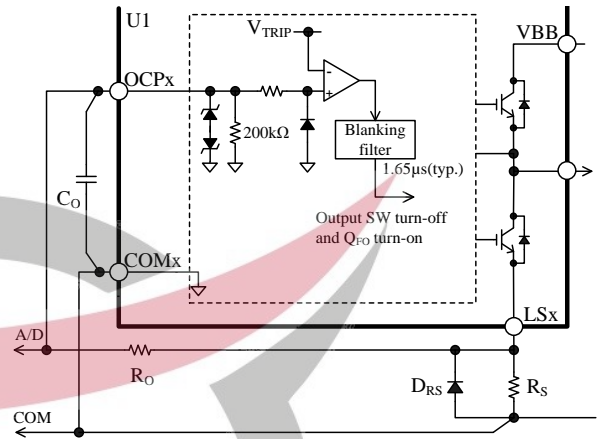 U1
VTRIP
VBB
OCPx
-
+
200kΩ
Blanking
filter
1.65µs(typ.)
CO
Output SW turn-off
and QFO turn-on
COMx
LSx
A/D
RO
DRS
RS
COM